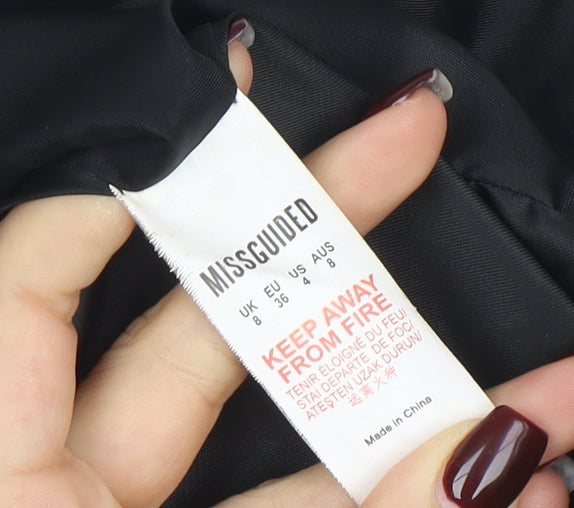 MISSGUIDED
UK EU US AUS
8 36 4 8
KEEP AWAY
FROM FIRE
TENIR ÉLOIGNÉ DU FEU/
STAI DEPARTE DE FOC/
ATEŞTEN UZAK DURUN/
远离火种
Made in China